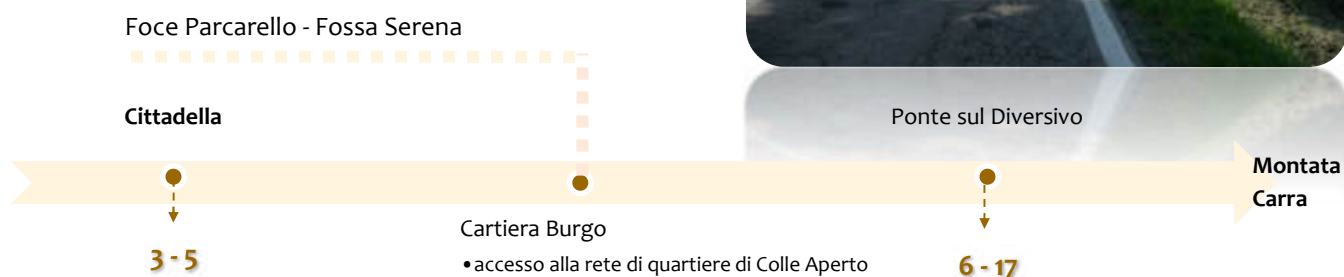 Foce Parcarello - Fossa Serena
Cittadella
Ponte sul Diversivo
Montata
Carra
Cartiera Burgo
•accesso alla rete di quartiere di Colle Aperto
3 - 5
6 - 17